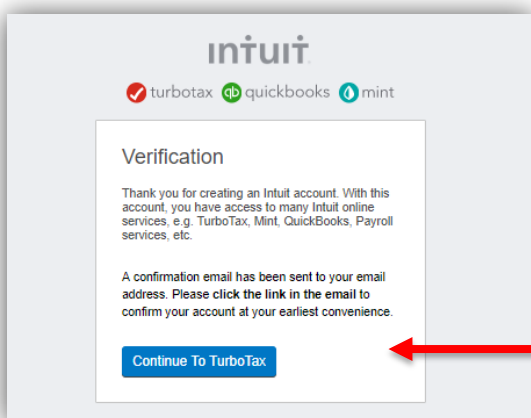 intuit
turbotax quickbooks mint
Verification
Thank you for creating an Intuit account. With this
account, you have access to many Intuit online
services, e.g. TurboTax, Mint, QuickBooks, Payroll
services, etc.
A confirmation email has been sent to your email
address. Please click the link in the email to
confirm your account at your earliest convenience.
Continue To TurboTax